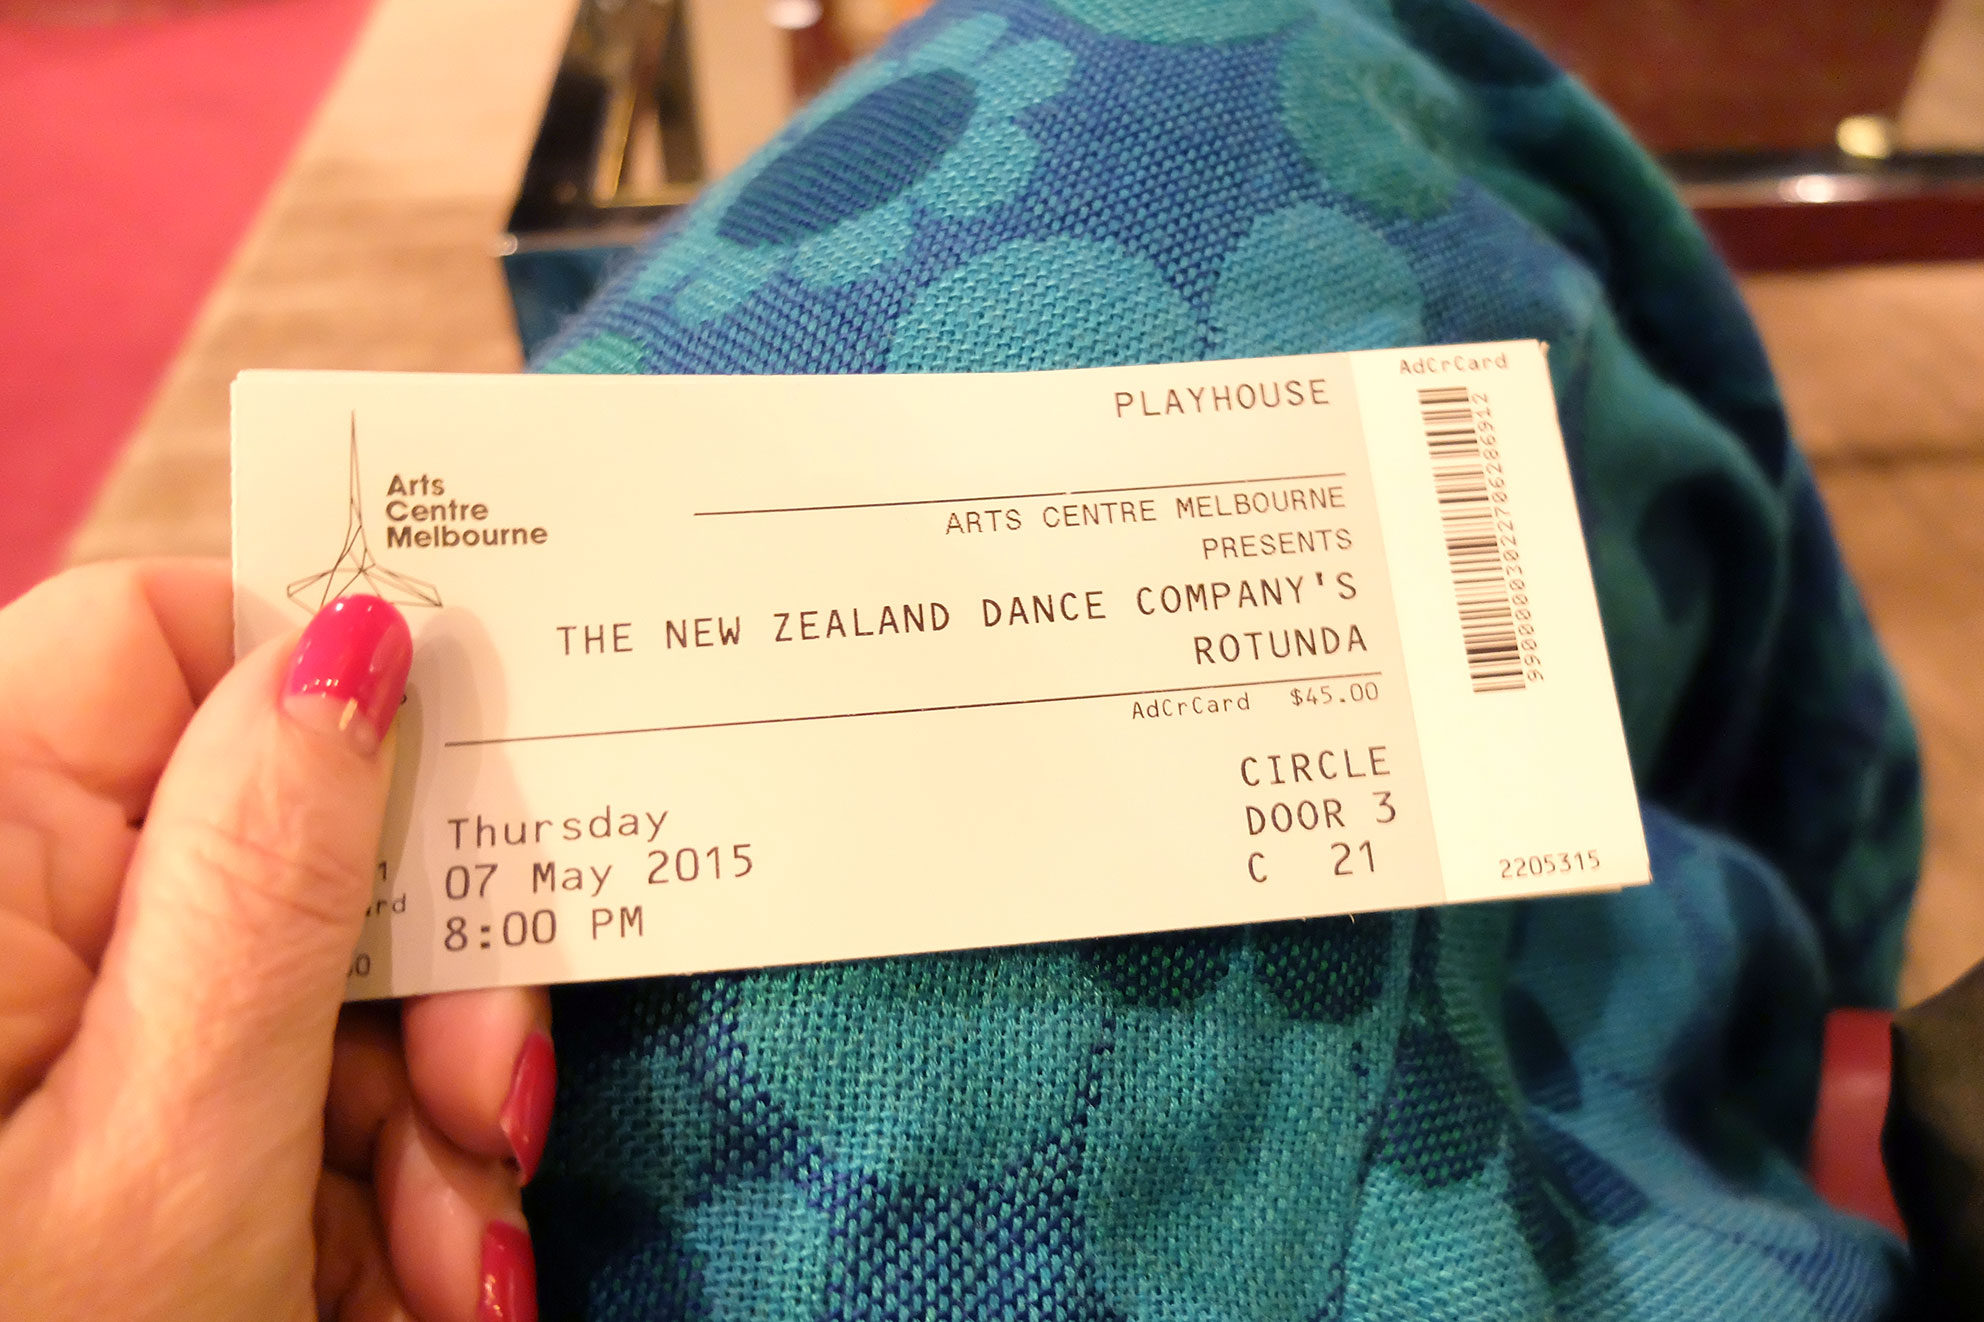 PLAYHOUSE
Arts
Centre
Melbourne
ARTS CENTRE MELBOURNE
PRESENTS
THE NEW ZEALAND DANCE COMPANY'S
ROTUNDA
AdCrCard $45.00
Thursday
07 May 2015
8:00 PM
CIRCLE
DOOR 3
C 21
AdCrCard
9900000030227706286912
2205315